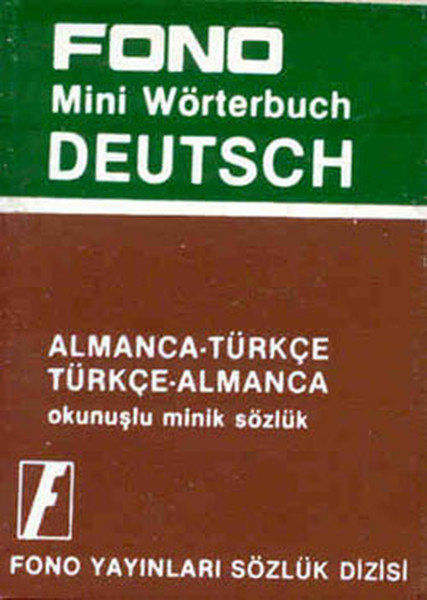 FONO
Mini Wörterbuch
DEUTSCH
ALMANCA-TÜRKÇE
TÜRKÇE-ALMANCA
okunuşlu minik sözlük
F
FONO YAYINLARI SÖZLÜK DİZİSİ